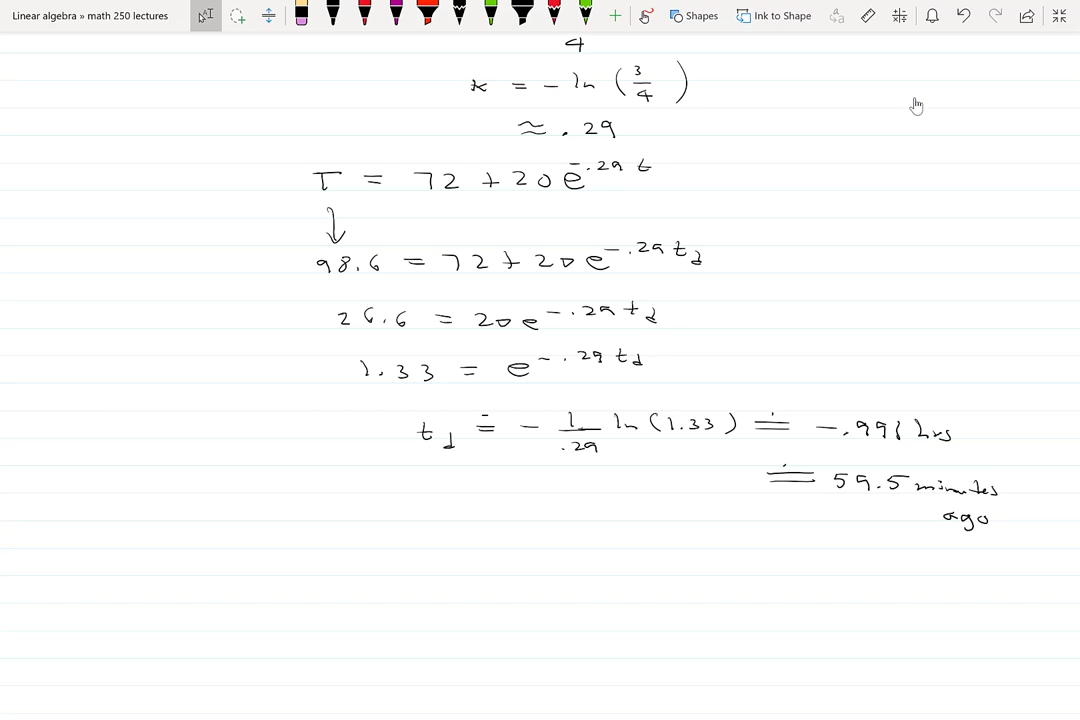 Linear algebra » math 250 lectures
Shapes Ink to Shape
4
k = - ln (3/4)
≈ .29
T = 72 + 20 e^-.29 t
↓
98.6 = 72 + 20 e^-.29 t_d
26.6 = 20 e^-.29 t_d
1.33 = e^-.29 t_d
t_d ≐ - 1/.29 ln(1.33) ≐ -.991 hrs
≐ 59.5 minutes
ago